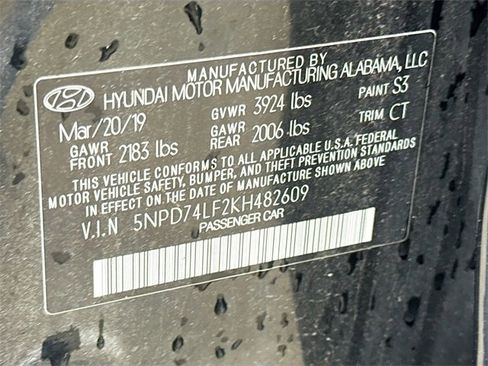 MANUFACTURED BY
HYUNDAI MOTOR MANUFACTURING ALABAMA, LLC
Mar/20/19 GVWR 3924 lbs PAINT S3
GAWR FRONT 2183 lbs GAWR REAR 2006 lbs TRIM CT
THIS VEHICLE CONFORMS TO ALL APPLICABLE U.S.A. FEDERAL
MOTOR VEHICLE SAFETY, BUMPER, AND THEFT PREVENTION STANDARDS
IN EFFECT ON THE DATE OF MANUFACTURE SHOWN ABOVE.
V.I.N 5NPD74LF2KH482609
PASSENGER CAR